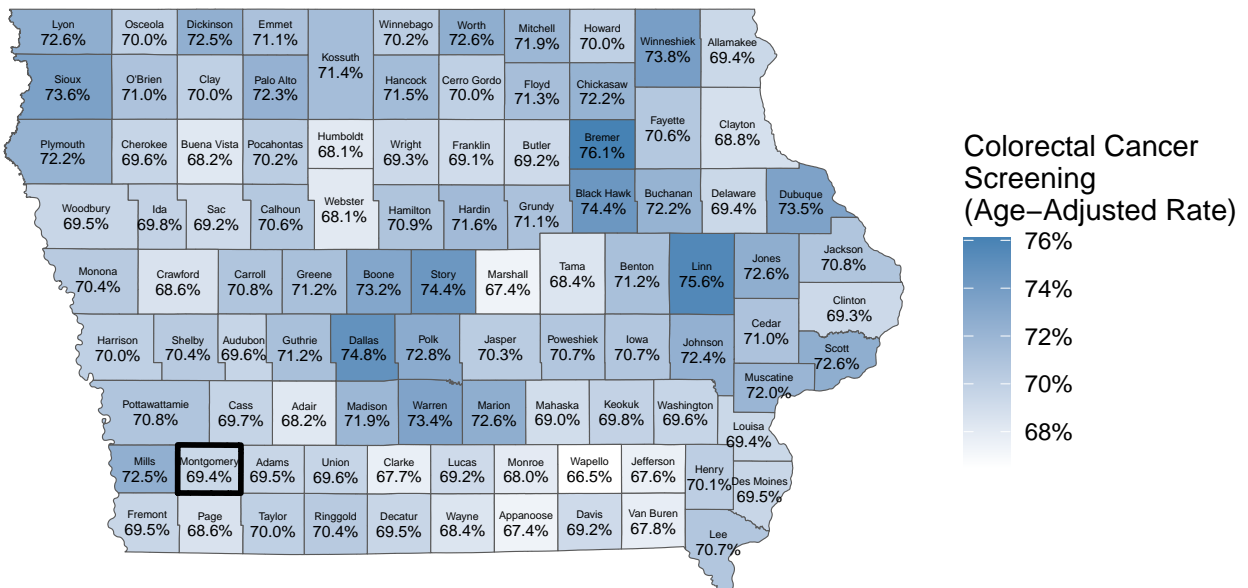 Lyon
72.6%
Osceola
70.0%
Dickinson
72.5%
Emmet
71.1%
Kossuth
71.4%
Winnebago
70.2%
Worth
72.6%
Mitchell
71.9%
Howard
70.0%
Winneshiek
73.8%
Allamakee
69.4%
Sioux
73.6%
O'Brien
71.0%
Clay
70.0%
Palo Alto
72.3%
Hancock
71.5%
Cerro Gordo
70.0%
Floyd
71.3%
Chickasaw
72.2%
Fayette
70.6%
Clayton
68.8%
Plymouth
72.2%
Cherokee
69.6%
Buena Vista
68.2%
Pocahontas
70.2%
Humboldt
68.1%
Wright
69.3%
Franklin
69.1%
Butler
69.2%
Bremer
76.1%
Woodbury
69.5%
Ida
69.8%
Sac
69.2%
Calhoun
70.6%
Webster
68.1%
Hamilton
70.9%
Hardin
71.6%
Grundy
71.1%
Black Hawk
74.4%
Buchanan
72.2%
Delaware
69.4%
Dubuque
73.5%
Monona
70.4%
Crawford
68.6%
Carroll
70.8%
Greene
71.2%
Boone
73.2%
Story
74.4%
Marshall
67.4%
Tama
68.4%
Benton
71.2%
Linn
75.6%
Jones
72.6%
Jackson
70.8%
Clinton
69.3%
Harrison
70.0%
Shelby
70.4%
Audubon
69.6%
Guthrie
71.2%
Dallas
74.8%
Polk
72.8%
Jasper
70.3%
Poweshiek
70.7%
Iowa
70.7%
Johnson
72.4%
Cedar
71.0%
Scott
72.6%
Muscatine
72.0%
Pottawattamie
70.8%
Cass
69.7%
Adair
68.2%
Madison
71.9%
Warren
73.4%
Marion
72.6%
Mahaska
69.0%
Keokuk
69.8%
Washington
69.6%
Louisa
69.4%
Mills
72.5%
Montgomery
69.4%
Adams
69.5%
Union
69.6%
Clarke
67.7%
Lucas
69.2%
Monroe
68.0%
Wapello
66.5%
Jefferson
67.6%
Henry
70.1%
Des Moines
69.5%
Fremont
69.5%
Page
68.6%
Taylor
70.0%
Ringgold
70.4%
Decatur
69.5%
Wayne
68.4%
Appanoose
67.4%
Davis
69.2%
Van Buren
67.8%
Lee
70.7%
Colorectal Cancer
Screening
(Age−Adjusted Rate)
76%
74%
72%
70%
68%